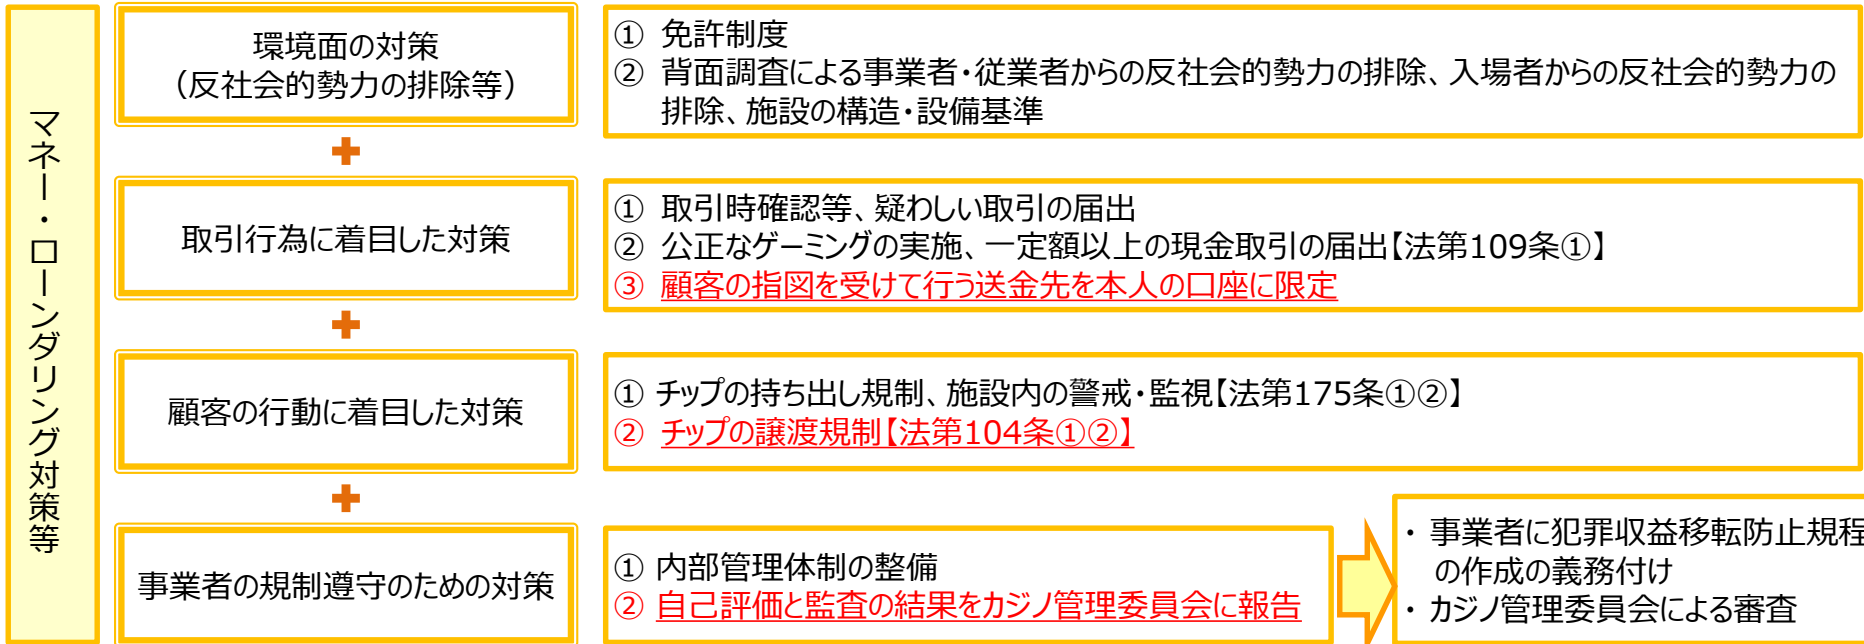 マネー・ローンダリング対策等
環境面の対策
（反社会的勢力の排除等）
① 免許制度
② 背面調査による事業者・従業者からの反社会的勢力の排除、入場者からの反社会的勢力の
排除、施設の構造・設備基準
取引行為に着目した対策
① 取引時確認等、疑わしい取引の届出
② 公正なゲーミングの実施、一定額以上の現金取引の届出【法第109条①】
③ 顧客の指図を受けて行う送金先を本人の口座に限定
顧客の行動に着目した対策
① チップの持ち出し規制、施設内の警戒・監視【法第175条①②】
② チップの譲渡規制【法第104条①②】
事業者の規制遵守のための対策
① 内部管理体制の整備
② 自己評価と監査の結果をカジノ管理委員会に報告
・ 事業者に犯罪収益移転防止規程
の作成の義務付け
・ カジノ管理委員会による審査